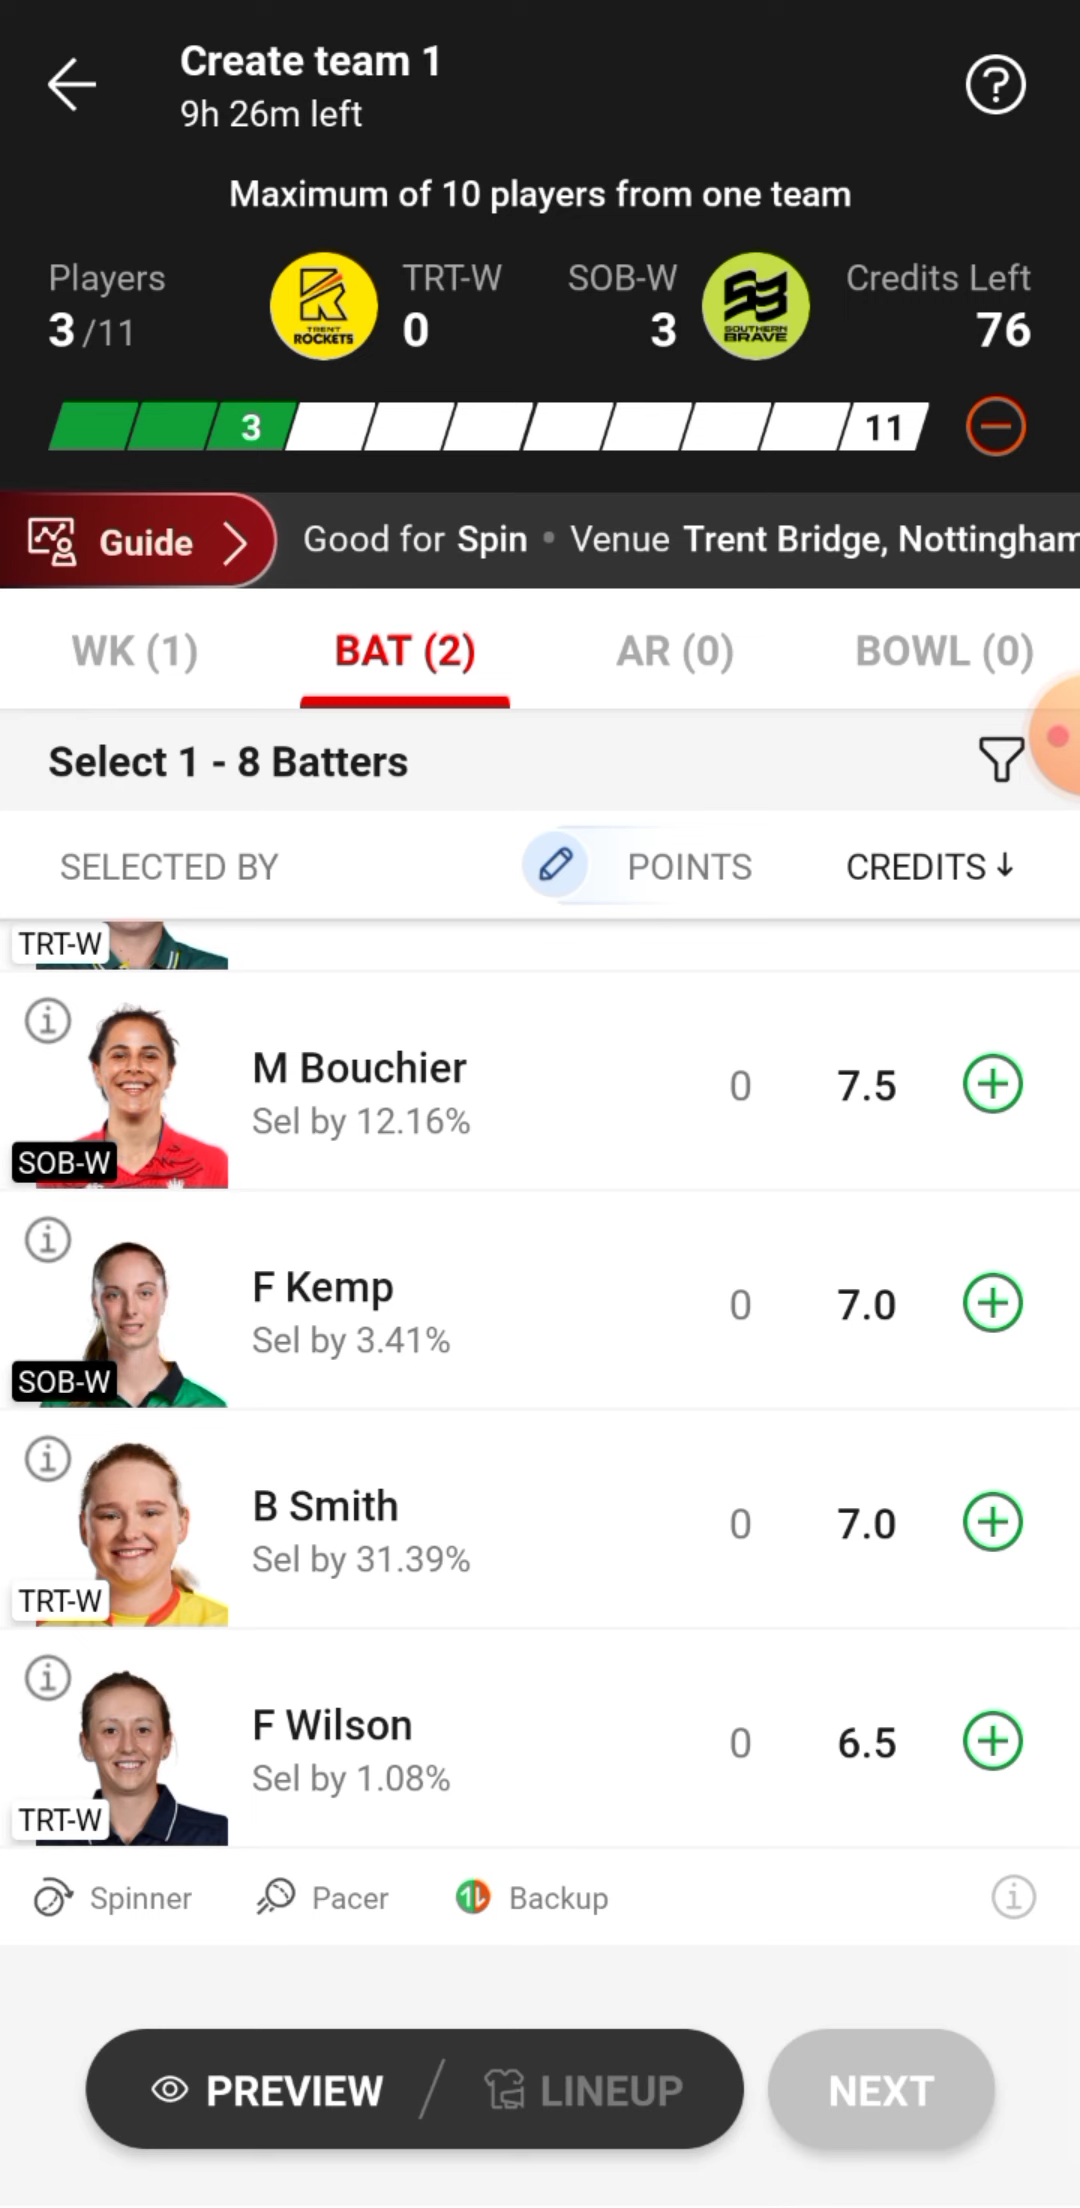 Create team 1
9h 26m left
Maximum of 10 players from one team
Players
3 /11
TRENT
ROCKETS
TRT-W
0
SOB-W
3
SOUTHERN
BRAVE
Credits Left
76
3
11
Guide
Good for Spin • Venue Trent Bridge, Nottingham
WK (1)
BAT (2)
AR (0)
BOWL (0)
Select 1 - 8 Batters
SELECTED BY
POINTS
CREDITS ↓
TRT-W
M Bouchier
Sel by 12.16%
0
7.5
SOB-W
F Kemp
Sel by 3.41%
0
7.0
SOB-W
B Smith
Sel by 31.39%
0
7.0
TRT-W
F Wilson
Sel by 1.08%
0
6.5
TRT-W
Spinner
Pacer
Backup
PREVIEW / LINEUP
NEXT